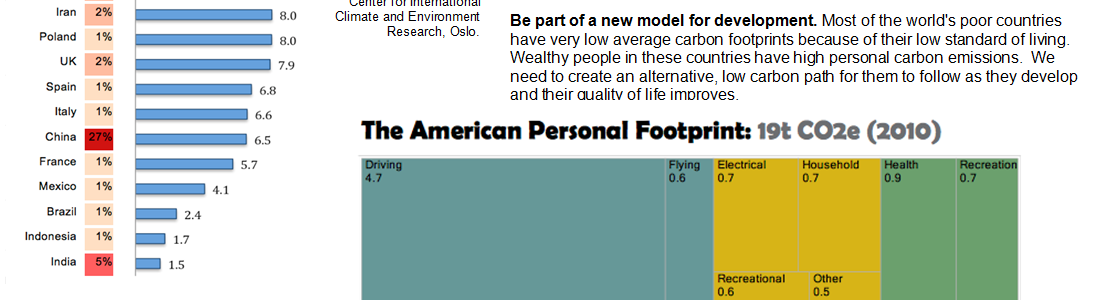 Iran 2% 8.0
Poland 1% 8.0
UK 2% 7.9
Spain 1% 6.8
Italy 1% 6.6
China 27% 6.5
France 1% 5.7
Mexico 1% 4.1
Brazil 1% 2.4
Indonesia 1% 1.7
India 5% 1.5
Center for International
Climate and Environment
Research, Oslo.
Be part of a new model for development. Most of the world's poor countries
have very low average carbon footprints because of their low standard of living.
Wealthy people in these countries have high personal carbon emissions. We
need to create an alternative, low carbon path for them to follow as they develop
and their quality of life improves.
The American Personal Footprint: 19t CO2e (2010)
Driving
4.7
Flying
0.6
Electrical
0.7
Household
0.7
Health
0.9
Recreation
0.7
Recreational
0.6
Other
0.5